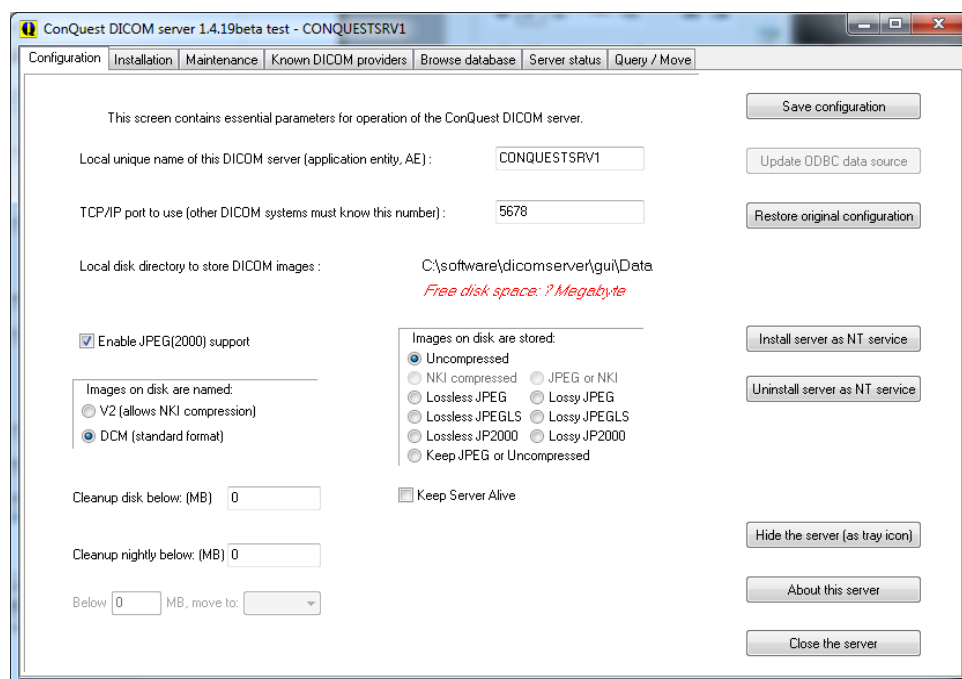 ConQuest DICOM server 1.4.19beta test - CONQUESTSRV1
Configuration Installation Maintenance Known DICOM providers Browse database Server status Query / Move
This screen contains essential parameters for operation of the ConQuest DICOM server.
Save configuration
Local unique name of this DICOM server (application entity, AE) : CONQUESTSRV1
Update ODBC data source
TCP/IP port to use (other DICOM systems must know this number) : 5678
Restore original configuration
Local disk directory to store DICOM images : C:\software\dicomserver\gui\Data
Free disk space: ? Megabyte
Enable JPEG(2000) support
Images on disk are stored:
Uncompressed
NKI compressed JPEG or NKI
Lossless JPEG Lossy JPEG
Lossless JPEGLS Lossy JPEGLS
Lossless JP2000 Lossy JP2000
Keep JPEG or Uncompressed
Install server as NT service
Images on disk are named:
V2 (allows NKI compression)
DCM (standard format)
Uninstall server as NT service
Cleanup disk below: (MB) 0
Keep Server Alive
Cleanup nightly below: (MB) 0
Hide the server (as tray icon)
Below 0 MB, move to:
About this server
Close the server